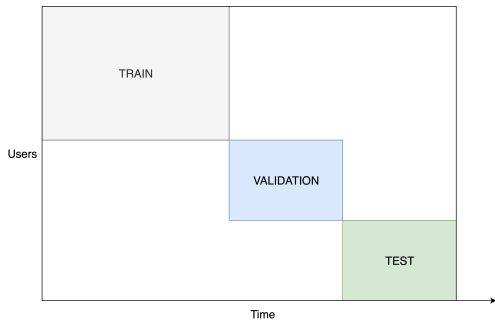 TRAIN
Users
VALIDATION
TEST
Time